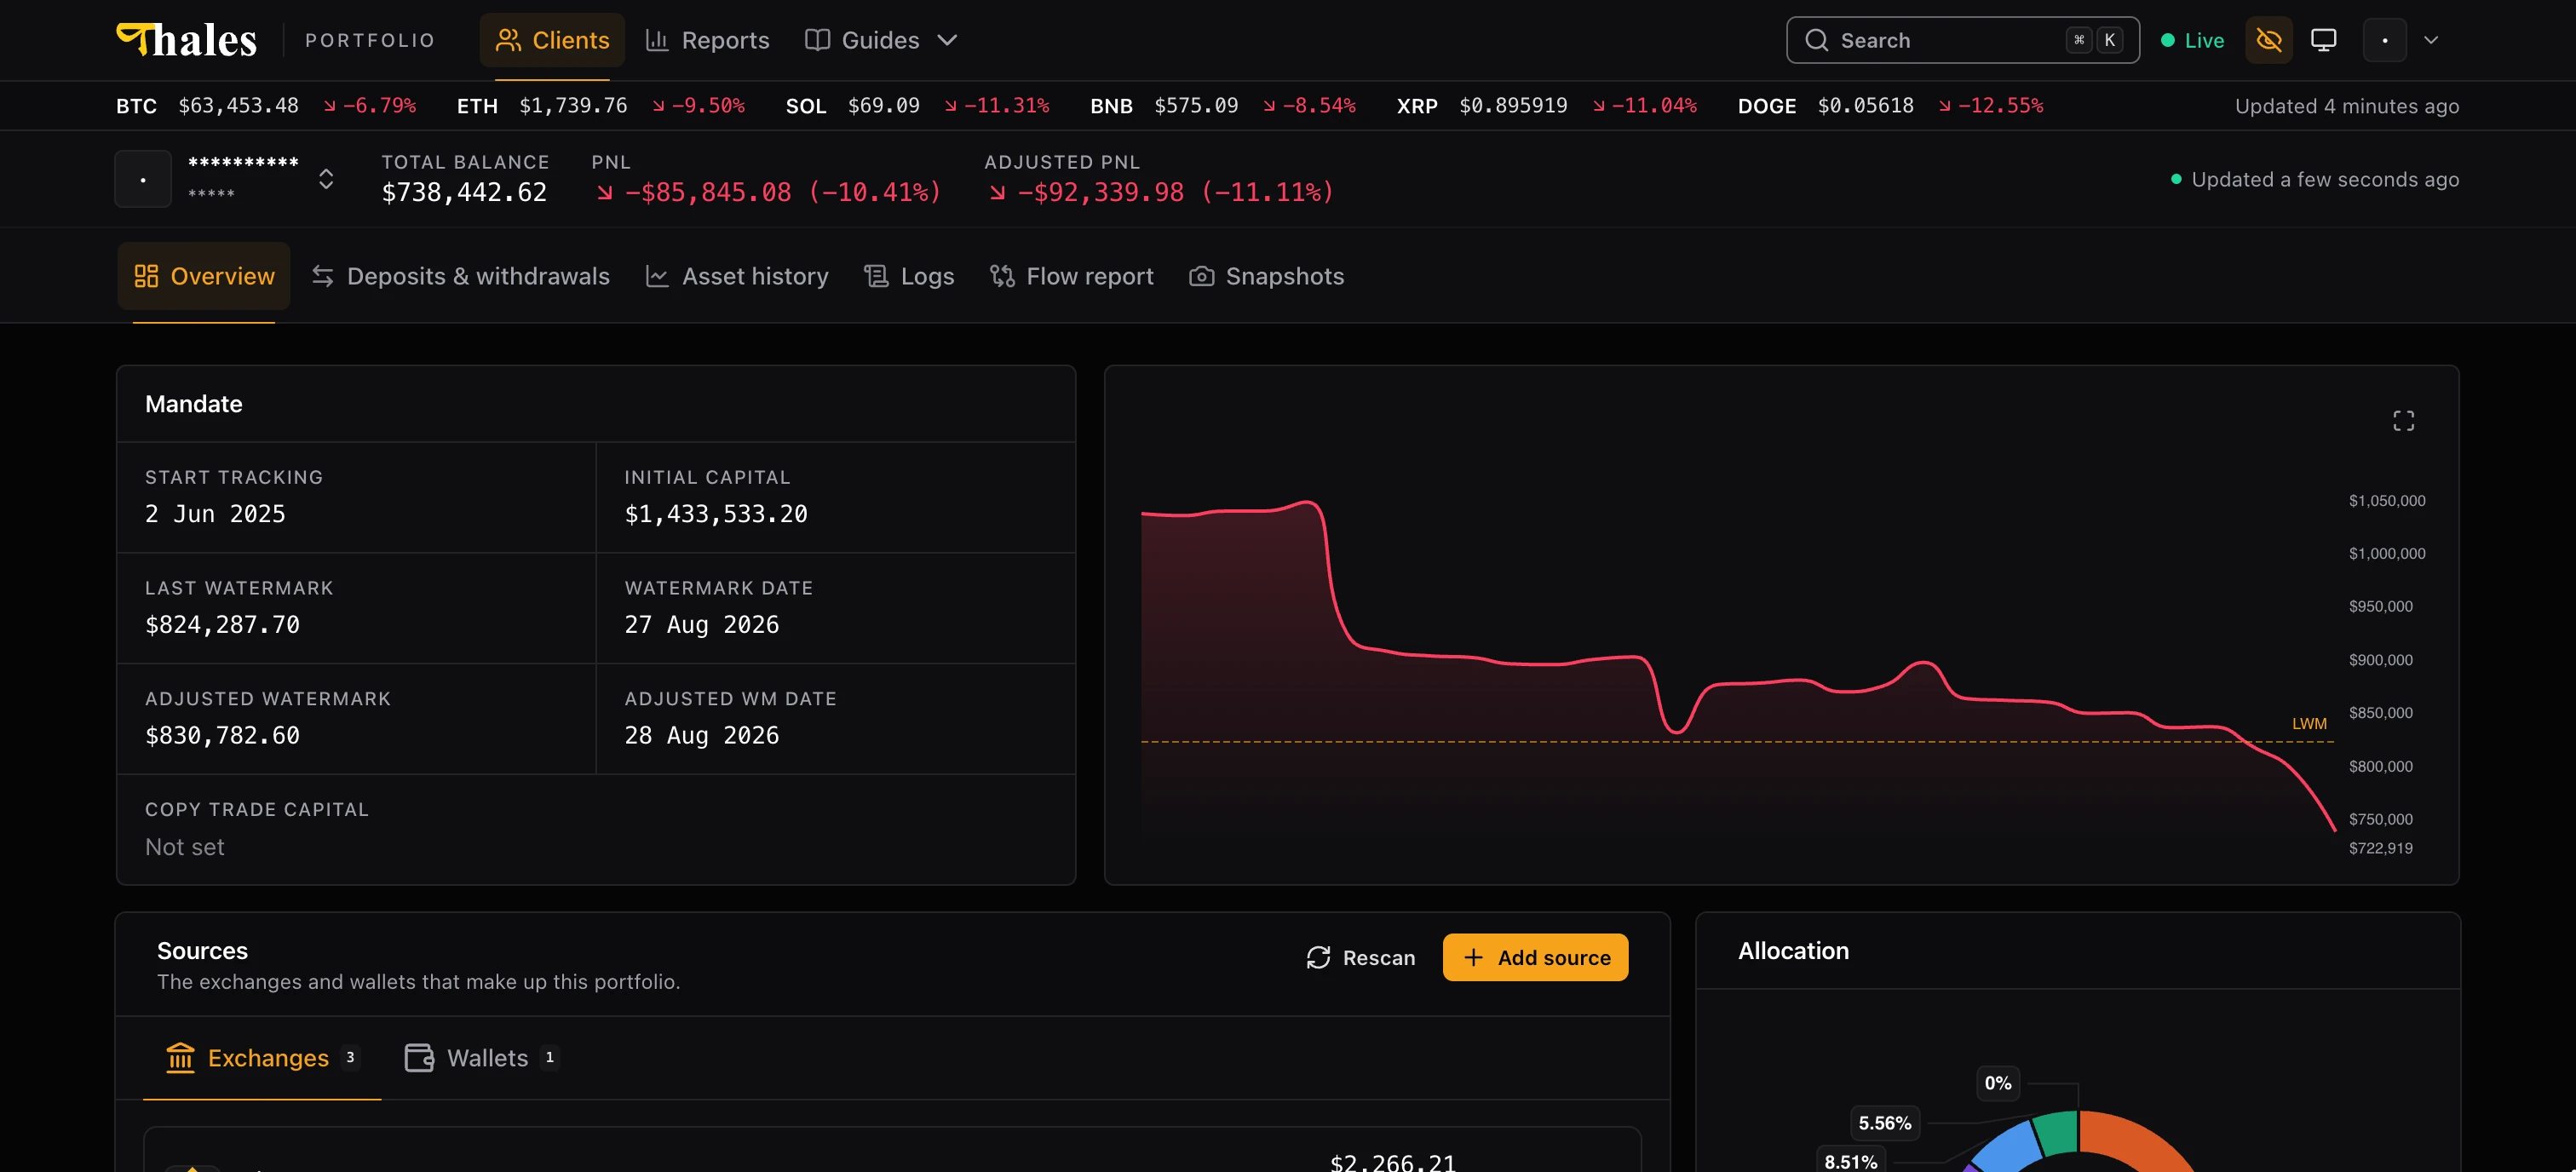 Thales PORTFOLIO Clients Reports Guides Search ⌘ K Live
BTC $63,453.48 ↘ −6.79% ETH $1,739.76 ↘ −9.50% SOL $69.09 ↘ −11.31% BNB $575.09 ↘ −8.54% XRP $0.895919 ↘ −11.04% DOGE $0.05618 ↘ −12.55% Updated 4 minutes ago
**********
*****
TOTAL BALANCE
$738,442.62
PNL
↘ −$85,845.08 (−10.41%)
ADJUSTED PNL
↘ −$92,339.98 (−11.11%)
Updated a few seconds ago
Overview Deposits & withdrawals Asset history Logs Flow report Snapshots
Mandate
START TRACKING
2 Jun 2025
INITIAL CAPITAL
$1,433,533.20
LAST WATERMARK
$824,287.70
WATERMARK DATE
27 Aug 2026
ADJUSTED WATERMARK
$830,782.60
ADJUSTED WM DATE
28 Aug 2026
COPY TRADE CAPITAL
Not set
$1,050,000
$1,000,000
$950,000
$900,000
$850,000
LWM
$800,000
$750,000
$722,919
Sources
The exchanges and wallets that make up this portfolio.
Rescan
+ Add source
Exchanges 3 Wallets 1
$2,266.21
Allocation
0%
5.56%
8.51%